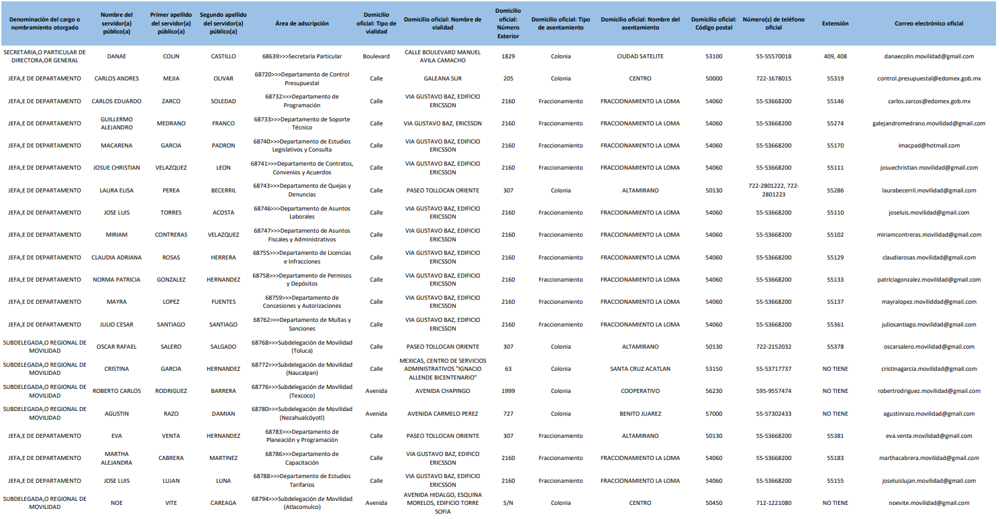 Denominación del cargo o nombramiento otorgado	Nombre del servidor(a) público(a)	Primer apellido del servidor(a) público(a)	Segundo apellido del servidor(a) público(a)	Área de adscripción	Domicilio oficial: Tipo de vialidad	Domicilio oficial: Nombre de vialidad	Domicilio oficial: Número Exterior	Domicilio oficial: Tipo de asentamiento	Domicilio oficial: Nombre del asentamiento	Domicilio oficial: Código postal	Número(s) de teléfono oficial	Extensión	Correo electrónico oficial
SECRETARIA,O PARTICULAR DE DIRECTORA,OR GENERAL	DANAE	COLIN	CASTILLO	68639>>>Secretaría Particular	Boulevard	CALLE BOULEVARD MANUEL AVILA CAMACHO	1829	Colonia	CIUDAD SATELITE	53100	55-55570018	409, 408	danaecolin.movilidad@gmail.com
JEFA,E DE DEPARTAMENTO	CARLOS ANDRES	MEJIA	OLIVAR	68720>>>Departamento de Control Presupuestal	Calle	GALEANA SUR	205	Colonia	CENTRO	50000	722-1678015	55319	control.presupuestal@edomex.gob.mx
JEFA,E DE DEPARTAMENTO	CARLOS EDUARDO	ZARCO	SOLEDAD	68732>>>Departamento de Programación	Calle	VIA GUSTAVO BAZ, EDIFICIO ERICSSON	2160	Fraccionamiento	FRACCIONAMIENTO LA LOMA	54060	55-53668200	55146	carlos.zarcos@edomex.gob.mx
JEFA,E DE DEPARTAMENTO	GUILLERMO ALEJANDRO	MEDRANO	FRANCO	68733>>>Departamento de Soporte Técnico	Calle	VIA GUSTAVO BAZ, ERICSSON	2160	Fraccionamiento	FRACCIONAMIENTO LA LOMA	54060	55-53668200	55274	galejandromedrano.movilidad@gmail.com
JEFA,E DE DEPARTAMENTO	MACARENA	GARCIA	PADRON	68740>>>Departamento de Estudios Legislativos y Consulta	Calle	VIA GUSTAVO BAZ, EDIFICIO ERICSSON	2160	Fraccionamiento	FRACCIONAMIENTO LA LOMA	54060	55-53668200	55170	imacpad@hotmail.com
JEFA,E DE DEPARTAMENTO	JOSUE CHRISTIAN	VELAZQUEZ	LEON	68741>>>Departamento de Contratos, Convenios y Acuerdos	Calle	VIA GUSTAVO BAZ, EDIFICIO ERICSSON	2160	Fraccionamiento	FRACCIONAMIENTO LA LOMA	54060	55-53668200	55111	josuechristian.movilidad@gmail.com
JEFA,E DE DEPARTAMENTO	LAURA ELISA	PEREA	BECERRIL	68743>>>Departamento de Quejas y Denuncias	Calle	PASEO TOLLOCAN ORIENTE	307	Colonia	ALTAMIRANO	50130	722-2801222, 722-2801223	55286	laurabecerril.movilidad@gmail.com
JEFA,E DE DEPARTAMENTO	JOSE LUIS	TORRES	ACOSTA	68746>>>Departamento de Asuntos Laborales	Calle	VIA GUSTAVO BAZ, EDIFICIO ERICSSON	2160	Fraccionamiento	FRACCIONAMIENTO LA LOMA	54060	55-53668200	55110	joseluis.movilidad@gmail.com
JEFA,E DE DEPARTAMENTO	MIRIAM	CONTRERAS	VELAZQUEZ	68747>>>Departamento de Asuntos Fiscales y Administrativos	Calle	VIA GUSTAVO BAZ, EDIFICIO ERICSSON	2160	Fraccionamiento	FRACCIONAMIENTO LA LOMA	54060	55-53668200	55102	miriamcontreras.movilidad@gmail.com
JEFA,E DE DEPARTAMENTO	CLAUDIA ADRIANA	ROSAS	HERRERA	68755>>>Departamento de Licencias e Infracciones	Calle	VIA GUSTAVO BAZ, EDIFICIO ERICSSON	2160	Fraccionamiento	FRACCIONAMIENTO LA LOMA	54060	55-53668200	55129	claudiarosas.movilidad@gmail.com
JEFA,E DE DEPARTAMENTO	NORMA PATRICIA	GONZALEZ	HERNANDEZ	68758>>>Departamento de Permisos y Depósitos	Calle	VIA GUSTAVO BAZ, EDIFICIO ERICSSON	2160	Fraccionamiento	FRACCIONAMIENTO LA LOMA	54060	55-53668200	55133	patriciagonzalez.movilidad@gmail.com
JEFA,E DE DEPARTAMENTO	MAYRA	LOPEZ	FUENTES	68759>>>Departamento de Concesiones y Autorizaciones	Calle	VIA GUSTAVO BAZ, EDIFICIO ERICSSON	2160	Fraccionamiento	FRACCIONAMIENTO LA LOMA	54060	55-53668200	55137	mayralopez.moviliddad@gmail.com
JEFA,E DE DEPARTAMENTO	JULIO CESAR	SANTIAGO	SANTIAGO	68762>>>Departamento de Multas y Sanciones	Calle	VIA GUSTAVO BAZ, EDIFICIO ERICSSON	2160	Fraccionamiento	FRACCIONAMIENTO LA LOMA	54060	55-53668200	55361	juliosantiago.movilidad@gmail.com
SUBDELEGADA,O REGIONAL DE MOVILIDAD	OSCAR RAFAEL	SALERO	SALGADO	68768>>>Subdelegación de Movilidad (Toluca)	Calle	PASEO TOLLOCAN ORIENTE	307	Colonia	ALTAMIRANO	50130	722-2152032	55378	oscarsalero.movilidad@gmail.com
SUBDELEGADA,O REGIONAL DE MOVILIDAD	CRISTINA	GARCIA	HERNANDEZ	68772>>>Subdelegación de Movilidad (Naucalpan)	Calle	MEXICAS, CENTRO DE SERVICIOS ADMINISTRATIVOS "IGNACIO ALLENDE BICENTENARIO"	63	Colonia	SANTA CRUZ ACATLAN	53150	55-53717737	NO TIENE	cristinagarcia.movilidad@gmail.com
SUBDELEGADA,O REGIONAL DE MOVILIDAD	ROBERTO CARLOS	RODRIGUEZ	BARRERA	68776>>>Subdelegación de Movilidad (Texcoco)	Avenida	AVENIDA CHAPINGO	1999	Colonia	COOPERATIVO	56230	595-9557474	NO TIENE	robertrodriguez.movilidad@gmail.com
SUBDELEGADA,O REGIONAL DE MOVILIDAD	AGUSTIN	RAZO	DAMIAN	68780>>>Subdelegación de Movilidad (Nezahualcóyotl)	Avenida	AVENIDA CARMELO PEREZ	727	Colonia	BENITO JUAREZ	57000	55-57302433	NO TIENE	agustinrazo.movilidad@gmail.com
JEFA,E DE DEPARTAMENTO	EVA	VENTA	HERNANDEZ	68783>>>Departamento de Planeación y Programación	Calle	PASEO TOLLOCAN ORIENTE	307	Fraccionamiento	ALTAMIRANO	50130	55-53668200	55381	eva.venta.movilidad@gmail.com
JEFA,E DE DEPARTAMENTO	MARTHA ALEJANDRA	CABRERA	MARTINEZ	68786>>>Departamento de Capacitación	Calle	VIA GUSTAVO BAZ, EDIFICO ERICSSON	2160	Fraccionamiento	FRACCIONAMIENTO LA LOMA	54060	55-53668200	55183	marthacabrera.movilidad@gmail.com
JEFA,E DE DEPARTAMENTO	JOSE LUIS	LUJAN	LUNA	68788>>>Departamento de Estudios Tarifarios	Calle	VIA GUSTAVO BAZ, EDIFICIO ERICSSON	2160	Fraccionamiento	FRACCIONAMIENTO LA LOMA	54060	55-53668200	55155	joseluislujan.movilidad@gmail.com
SUBDELEGADA,O REGIONAL DE MOVILIDAD	NOE	VITE	CAREAGA	68794>>>Subdelegación de Movilidad (Atlacomulco)	Avenida	AVENIDA HIDALGO, ESQUINA MORELOS, EDIFICIO TORRE SOFIA	S/N	Colonia	CENTRO	50450	712-1221080	NO TIENE	noevite.movilidad@gmail.com